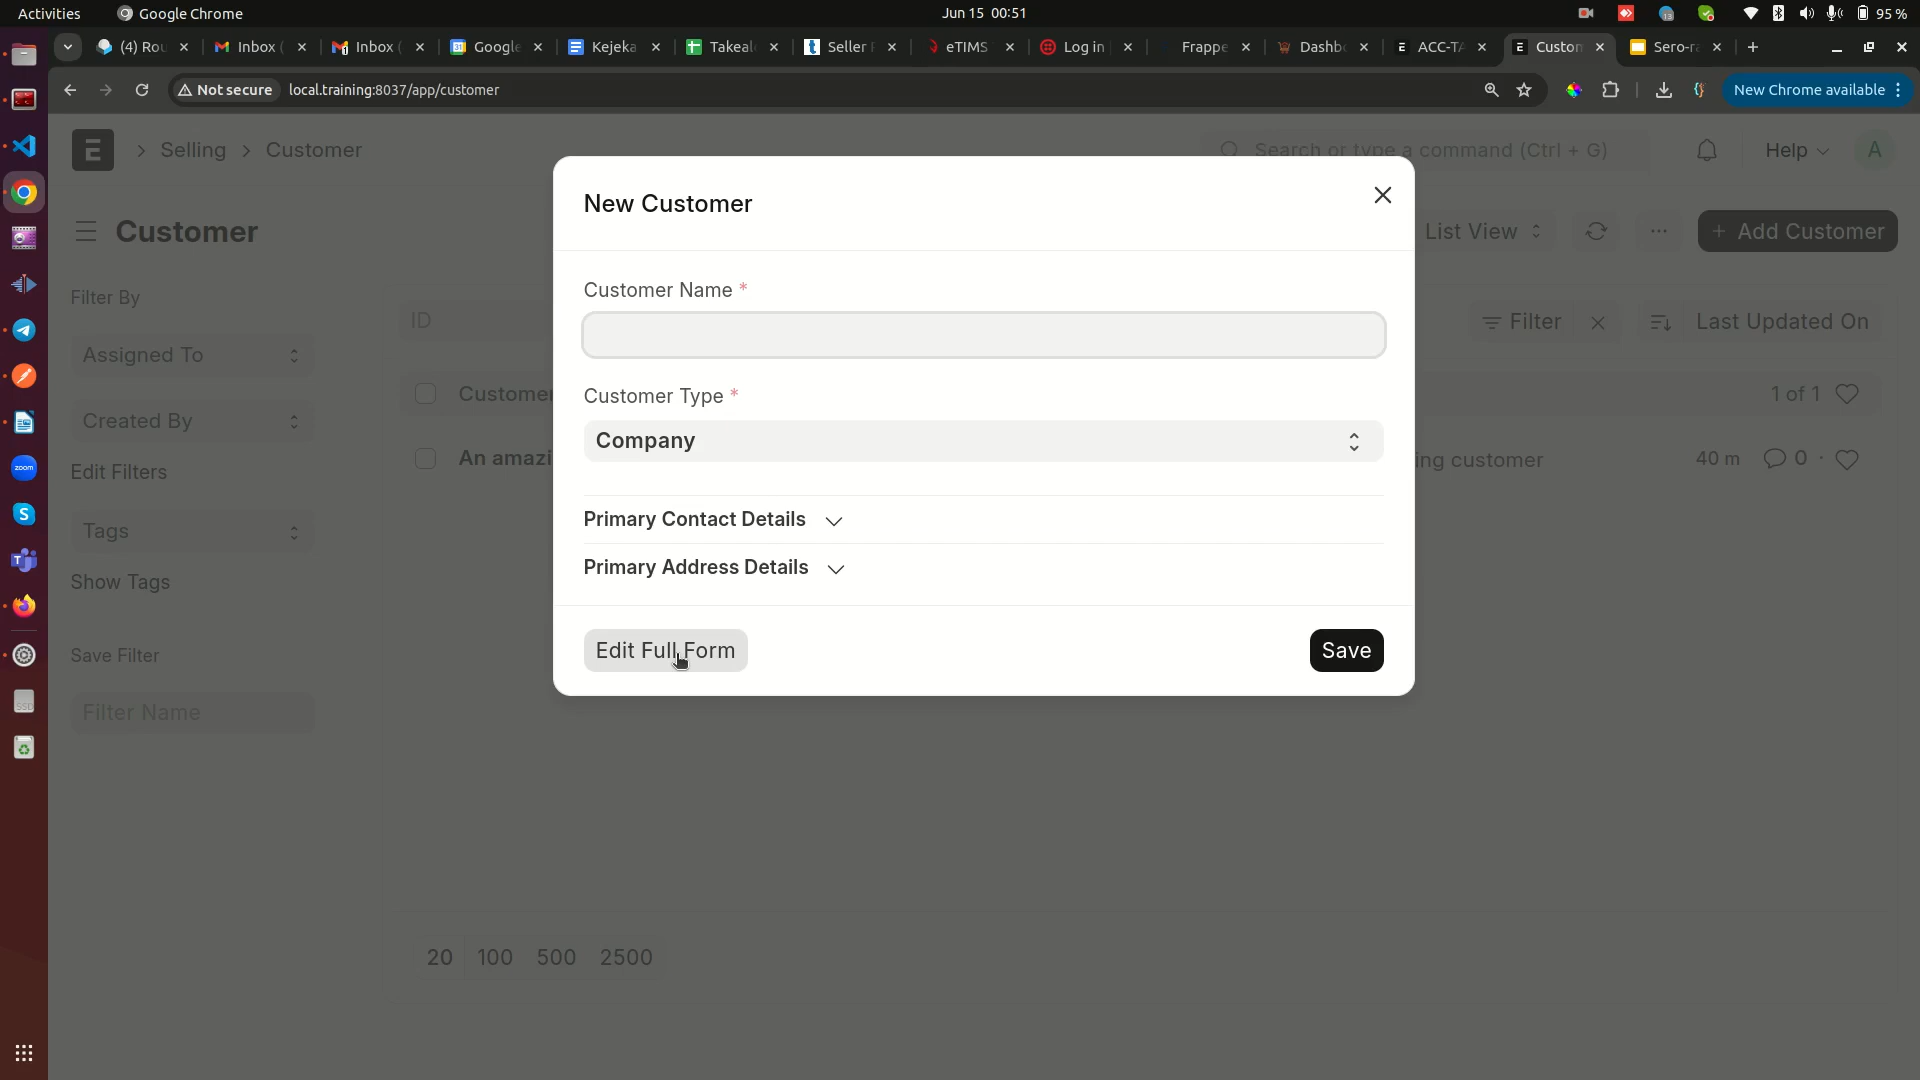 Activities
Google Chrome
Jun 15 00:51
95 %
(4) Rou
Inbox (
Inbox (
Google
Kejeka
Takeal
Seller
eTIMS
Log in
Frappe
Dashb
ACC-TA
Custom
Sero-ra
Not secure
local.training:8037/app/customer
New Chrome available
E
Selling
Customer
Search or type a command (Ctrl + G)
Help
A
Customer
List View
Add Customer
Filter By
Assigned To
Created By
Edit Filters
Tags
Show Tags
Save Filter
Filter Name
ID
Filter
Last Updated On
Customer
1 of 1
An amazi
ing customer
40 m
0
20
100
500
2500
New Customer
Customer Name *
Customer Type *
Company
Primary Contact Details
Primary Address Details
Edit Full Form
Save
zoom
SSD